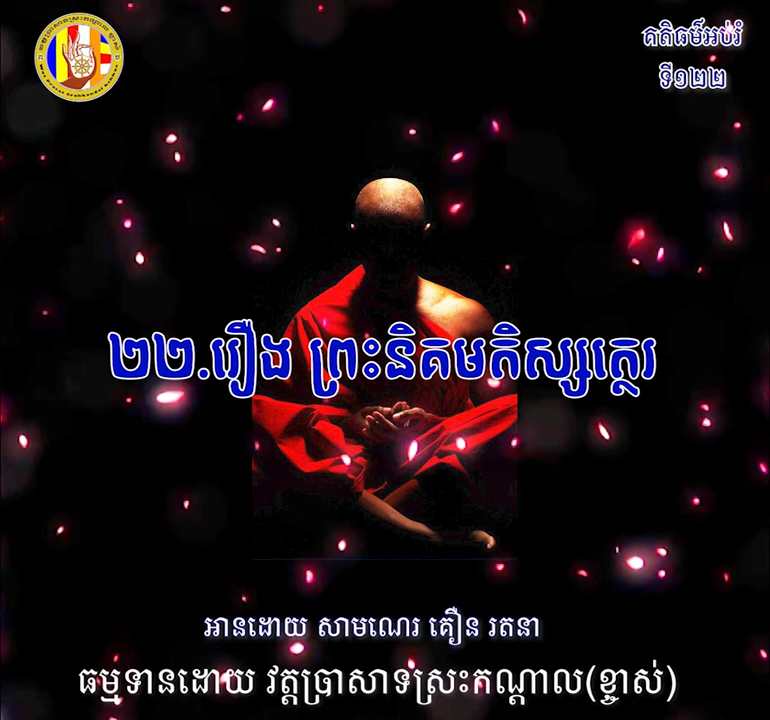 គតិធម៌អប់រំ
ទី១២២
២២.រឿង ព្រះនិគមតិស្សត្ថេរ
អានដោយ សាមណេរ គឿន រតនា
ធម្មទានដោយ វត្តប្រាសាទស្រះកណ្ដាល(ខ្ចាស់)